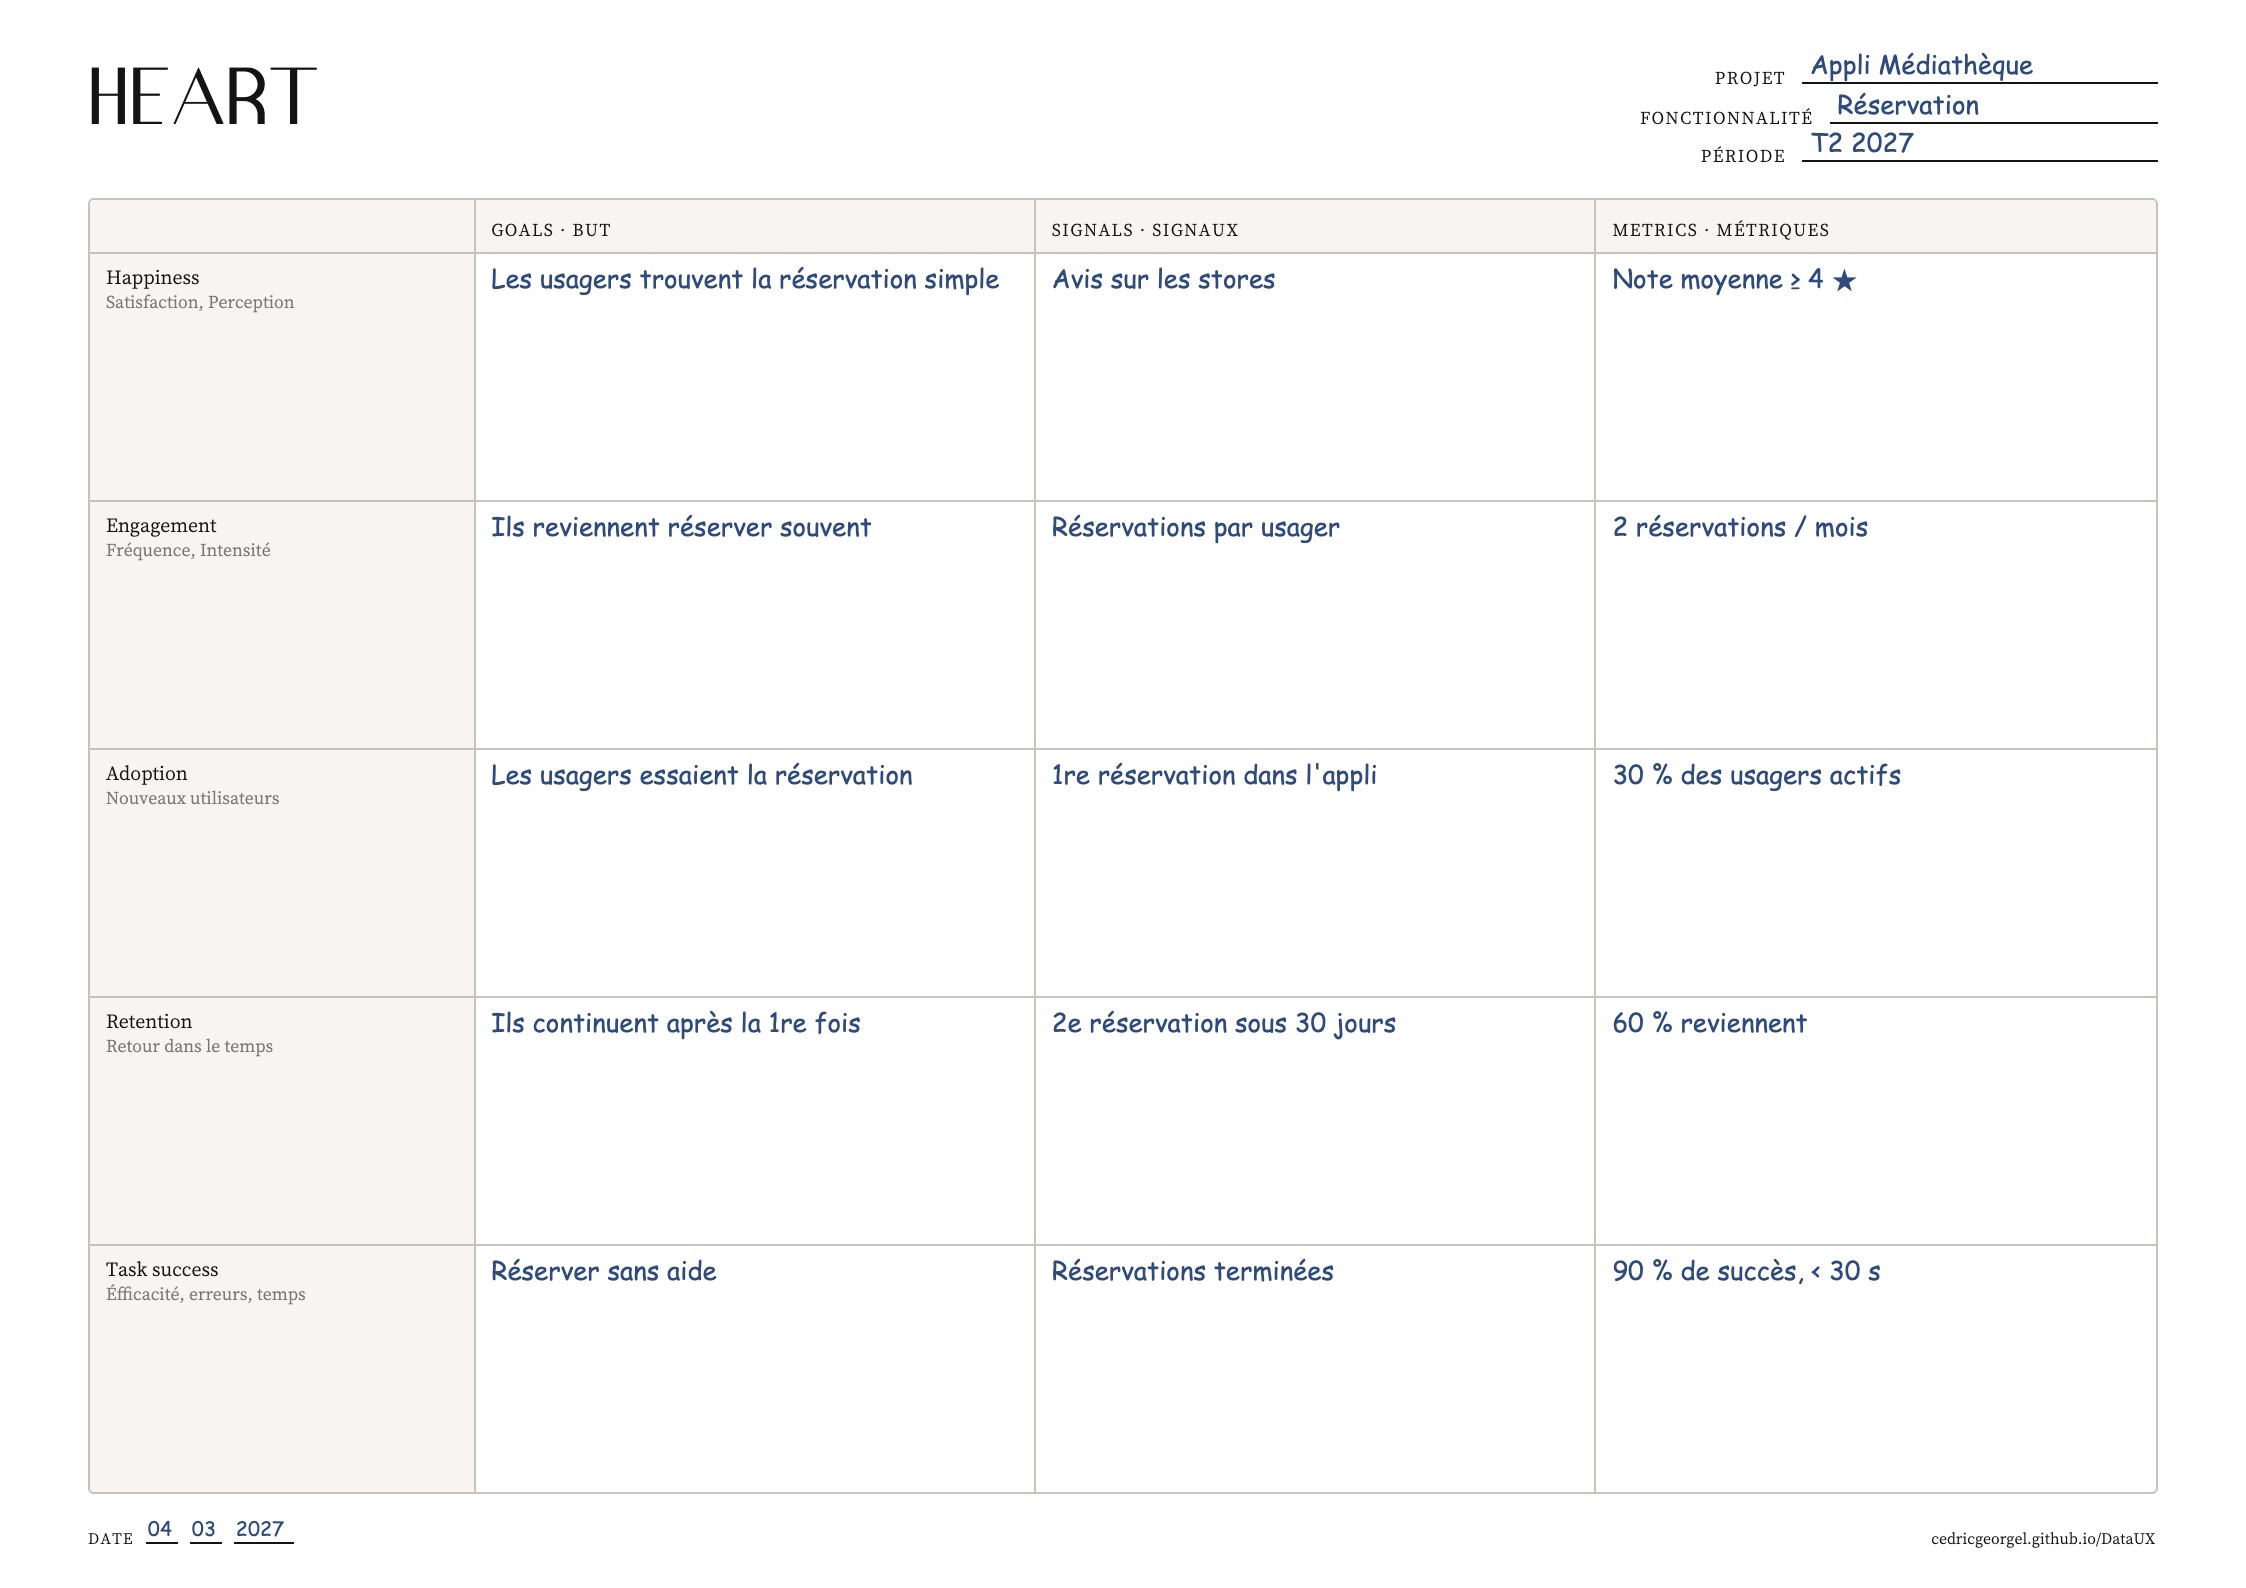 HEART
PROJET Appli Médiathèque
FONCTIONNALITÉ Réservation
PÉRIODE T2 2027
GOALS · BUT
SIGNALS · SIGNAUX
METRICS · MÉTRIQUES
Happiness
Satisfaction, Perception
Les usagers trouvent la réservation simple
Avis sur les stores
Note moyenne ≥ 4 ★
Engagement
Fréquence, Intensité
Ils reviennent réserver souvent
Réservations par usager
2 réservations / mois
Adoption
Nouveaux utilisateurs
Les usagers essaient la réservation
1re réservation dans l'appli
30 % des usagers actifs
Retention
Retour dans le temps
Ils continuent après la 1re fois
2e réservation sous 30 jours
60 % reviennent
Task success
Éfficacité, erreurs, temps
Réserver sans aide
Réservations terminées
90 % de succès, < 30 s
DATE 04 03 2027
cedricgeorgel.github.io/DataUX